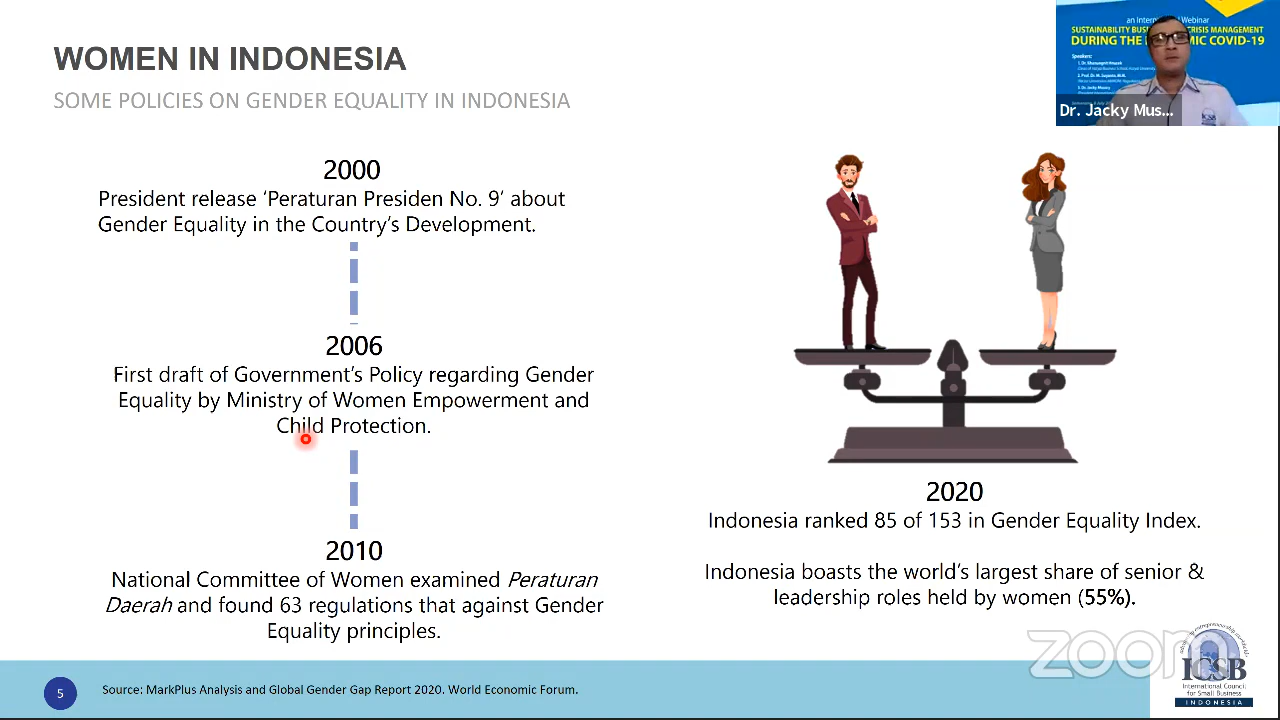 WOMEN IN INDONESIA
SOME POLICIES ON GENDER EQUALITY IN INDONESIA
an International Webinar
SUSTAINABILITY
MANAGEMENT
DURING THE
COVID-19
Speakers:
Dr. Jacky Mus...
2000
President release ‘Peraturan Presiden No. 9’ about
Gender Equality in the Country’s Development.
2006
First draft of Government’s Policy regarding Gender
Equality by Ministry of Women Empowerment and
Child Protection.
2010
National Committee of Women examined Peraturan
Daerah and found 63 regulations that against Gender
Equality principles.
2020
Indonesia ranked 85 of 153 in Gender Equality Index.
Indonesia boasts the world’s largest share of senior &
leadership roles held by women (55%).
zoom
ICSB
International Council
for Small Business
INDONESIA
5
Source: MarkPlus Analysis and Global Gender Gap Report 2020. World Economic Forum.